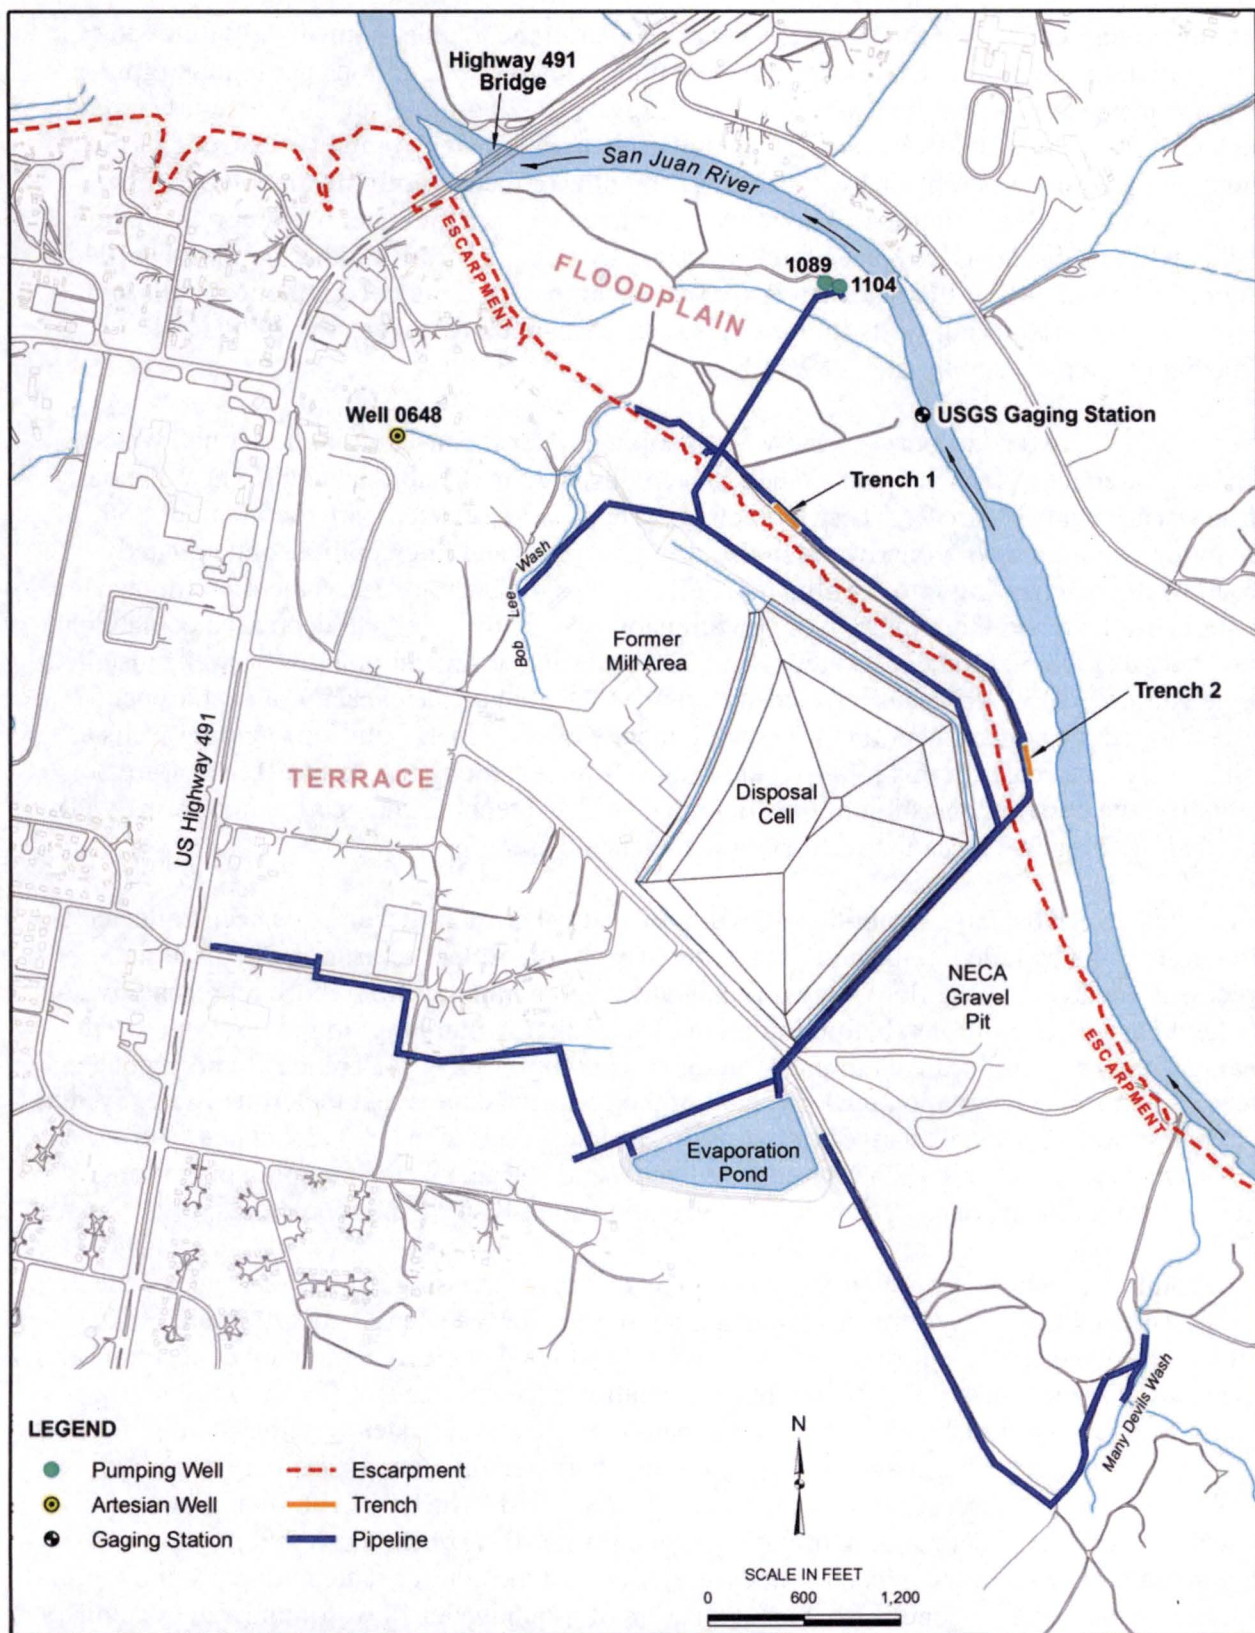 Highway 491
Bridge
San Juan River
ESCARPMENT
FLOODPLAIN
1089
1104
Well 0648
USGS Gaging Station
Trench 1
Bob Lee Wash
Former
Mill Area
Trench 2
US Highway 491
TERRACE
Disposal
Cell
NECA
Gravel
Pit
ESCARPMENT
Evaporation
Pond
Many Devils Wash
LEGEND
Pumping Well
Artesian Well
Gaging Station
Escarpment
Trench
Pipeline
N
SCALE IN FEET
0 600 1,200